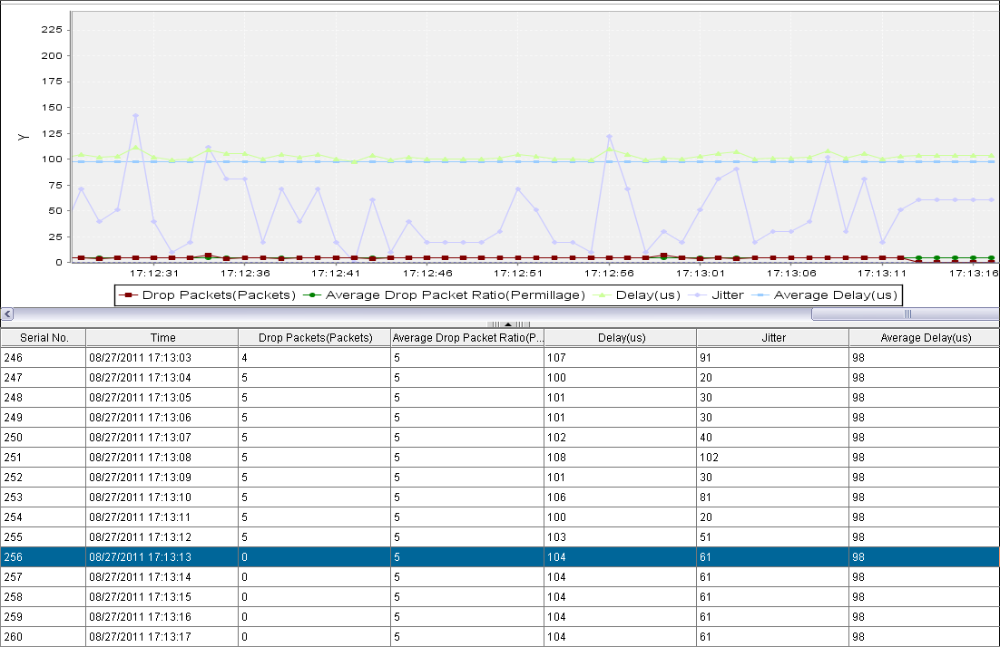 225
200
175
150
125
Y
100
75
50
25
0
17:12:31 17:12:36 17:12:41 17:12:46 17:12:51 17:12:56 17:13:01 17:13:06 17:13:11 17:13:16
Drop Packets(Packets) Average Drop Packet Ratio(Permillage) Delay(us) Jitter Average Delay(us)
Serial No. Time Drop Packets(Packets) Average Drop Packet Ratio(P... Delay(us) Jitter Average Delay(us)
246 08/27/2011 17:13:03 4 5 107 91 98
247 08/27/2011 17:13:04 5 5 100 20 98
248 08/27/2011 17:13:05 5 5 101 30 98
249 08/27/2011 17:13:06 5 5 101 30 98
250 08/27/2011 17:13:07 5 5 102 40 98
251 08/27/2011 17:13:08 5 5 108 102 98
252 08/27/2011 17:13:09 5 5 101 30 98
253 08/27/2011 17:13:10 5 5 106 81 98
254 08/27/2011 17:13:11 5 5 100 20 98
255 08/27/2011 17:13:12 5 5 103 51 98
256 08/27/2011 17:13:13 0 5 104 61 98
257 08/27/2011 17:13:14 0 5 104 61 98
258 08/27/2011 17:13:15 0 5 104 61 98
259 08/27/2011 17:13:16 0 5 104 61 98
260 08/27/2011 17:13:17 0 5 104 61 98